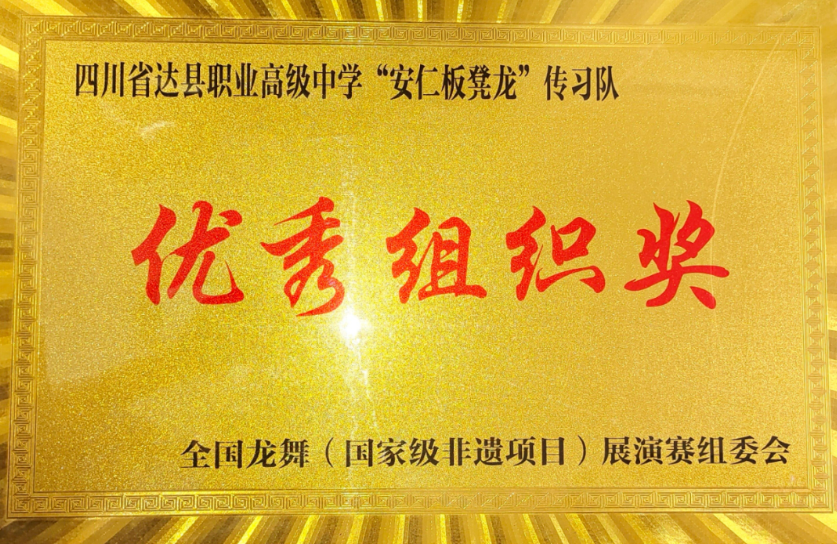 四川省达县职业高级中学“安仁板凳龙”传习队
优秀组织奖
全国龙舞（国家级非遗项目）展演赛组委会